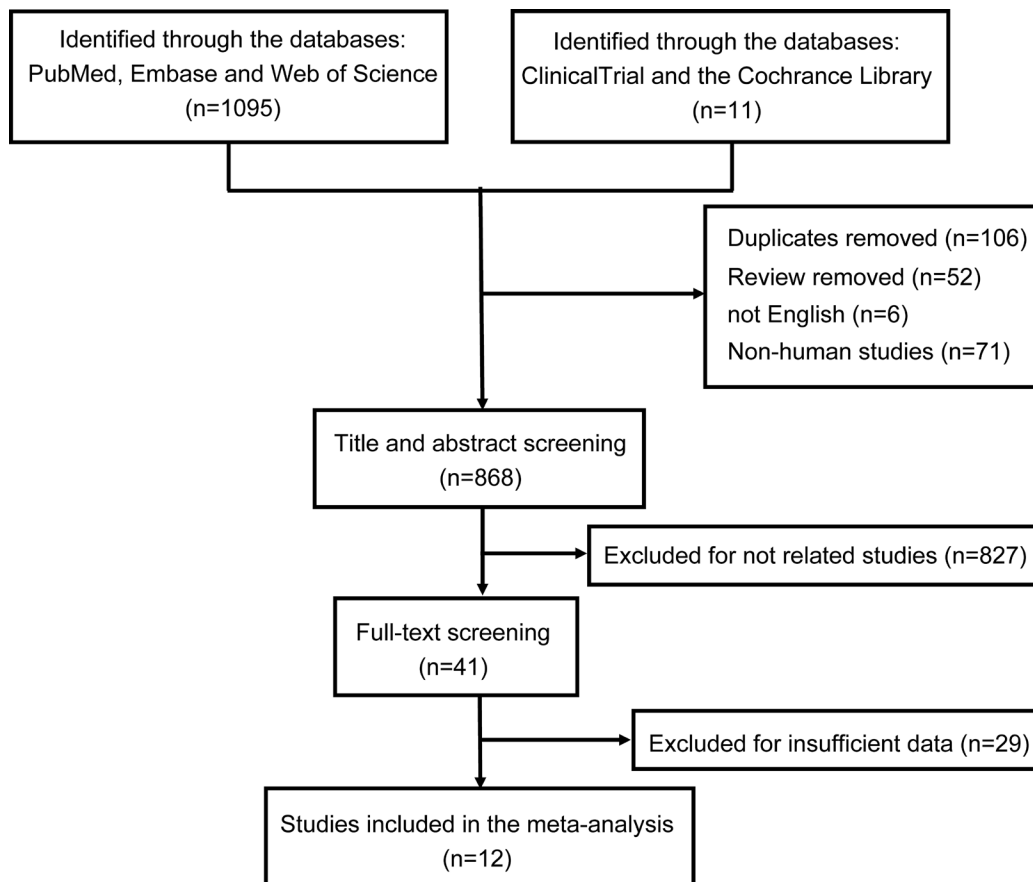 Identified through the databases:
PubMed, Embase and Web of Science
(n=1095)
Identified through the databases:
ClinicalTrial and the Cochrance Library
(n=11)
Duplicates removed (n=106)
Review removed (n=52)
not English (n=6)
Non-human studies (n=71)
Title and abstract screening
(n=868)
Excluded for not related studies (n=827)
Full-text screening
(n=41)
Excluded for insufficient data (n=29)
Studies included in the meta-analysis
(n=12)